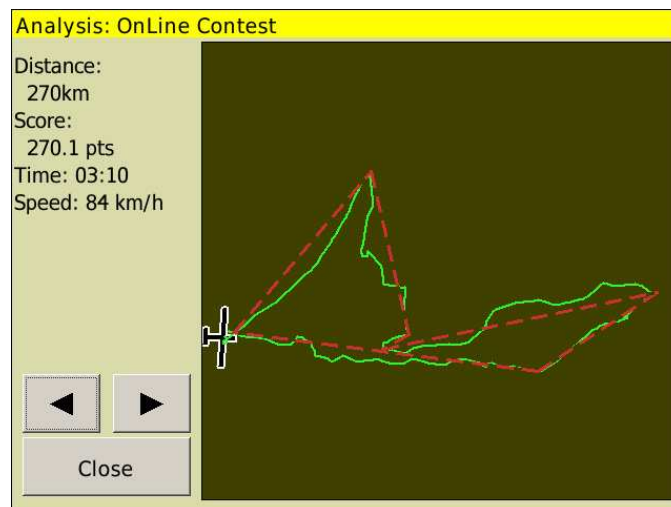 Analysis: OnLine Contest
Distance:
270km
Score:
270.1 pts
Time: 03:10
Speed: 84 km/h
Close